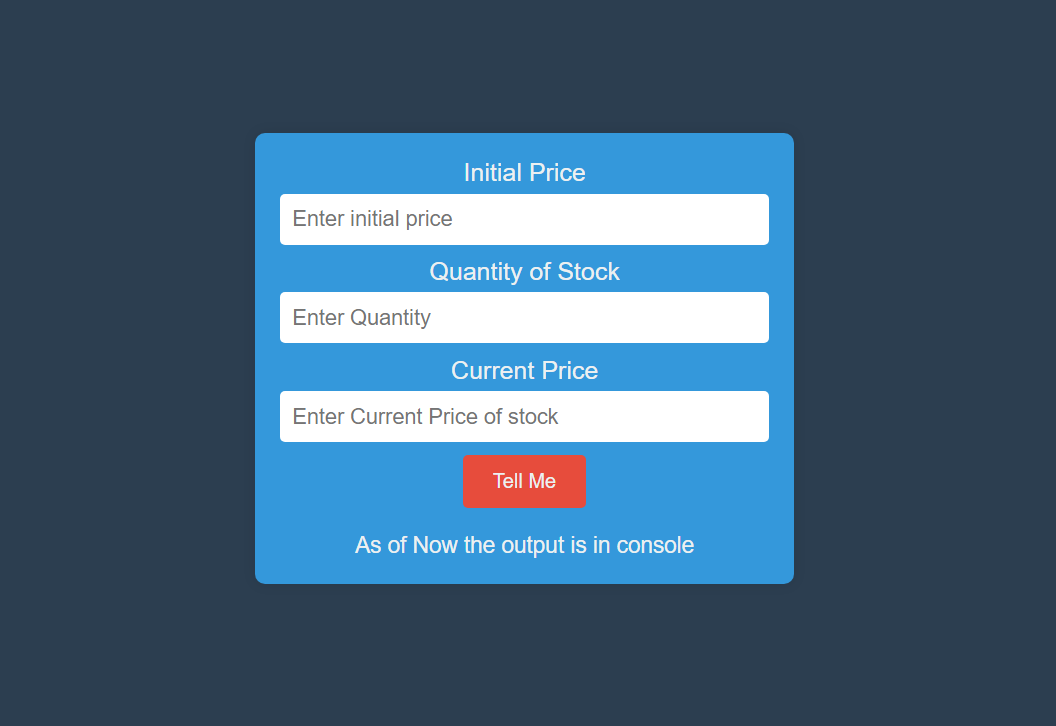 Initial Price
Enter initial price
Quantity of Stock
Enter Quantity
Current Price
Enter Current Price of stock
Tell Me
As of Now the output is in console